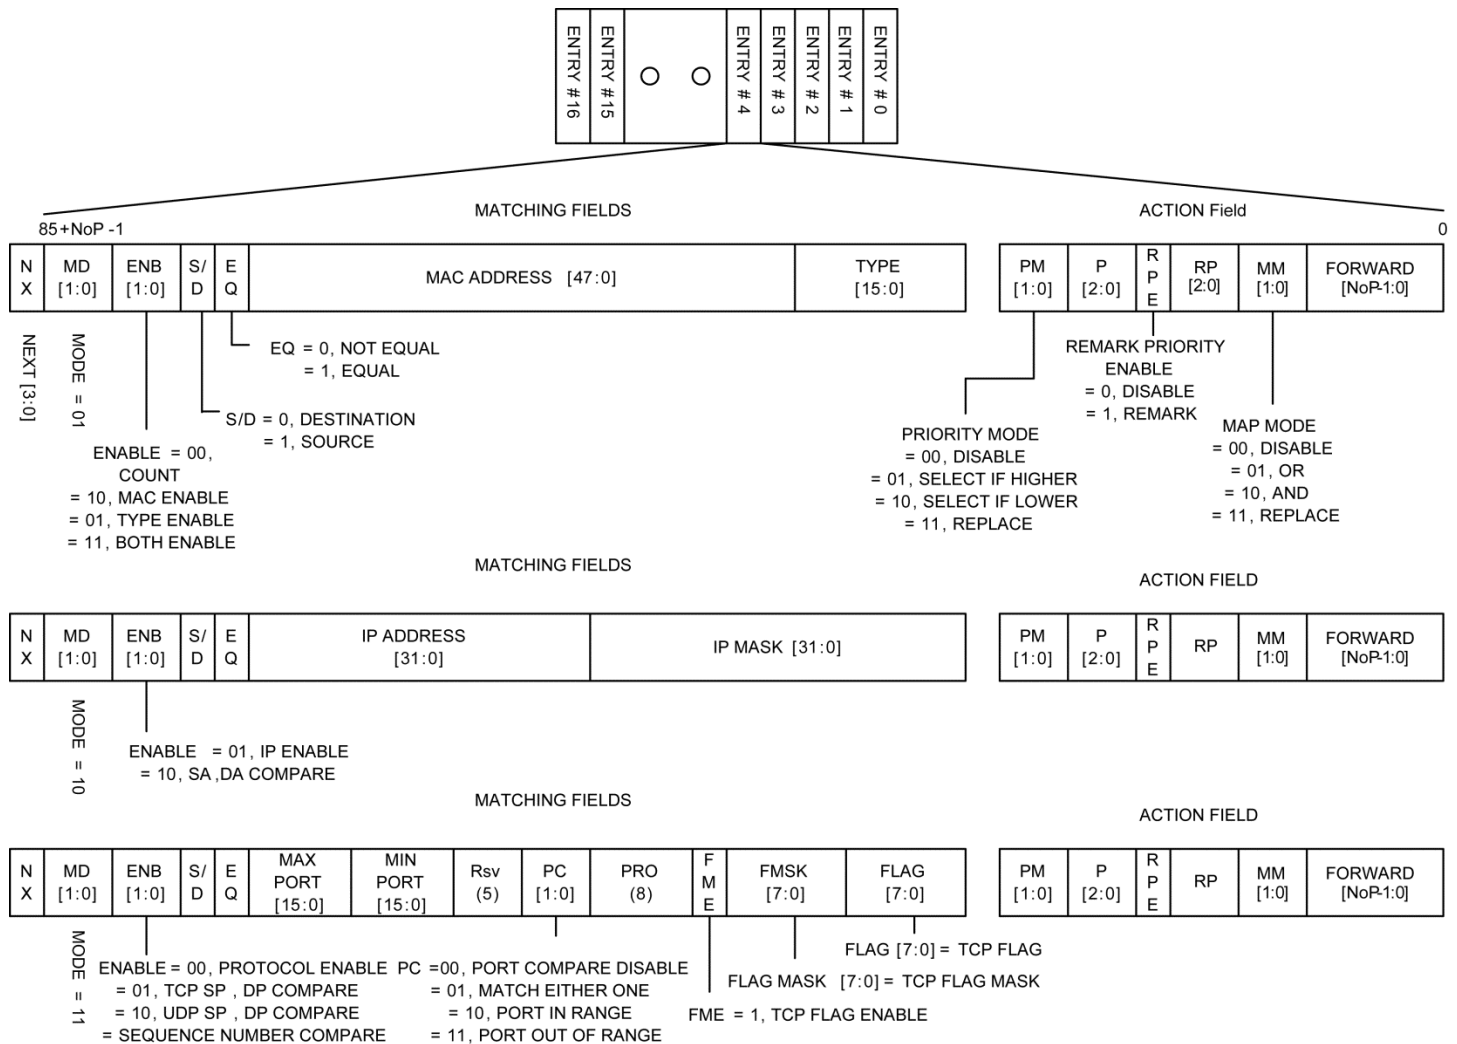 ENTRY #16
ENTRY #15
ENTRY # 4
ENTRY # 3
ENTRY # 2
ENTRY # 1
ENTRY # 0
MATCHING FIELDS
ACTION Field
85+NoP -1
0
N X
MD [1:0]
ENB [1:0]
S/ D
E Q
MAC ADDRESS [47:0]
TYPE [15:0]
PM [1:0]
P [2:0]
R P E
RP [2:0]
MM [1:0]
FORWARD [NoP-1:0]
NEXT [3:0]
MODE = 01
EQ = 0, NOT EQUAL
= 1, EQUAL
S/D = 0, DESTINATION
= 1, SOURCE
ENABLE = 00,
COUNT
= 10, MAC ENABLE
= 01, TYPE ENABLE
= 11, BOTH ENABLE
PRIORITY MODE
= 00, DISABLE
= 01, SELECT IF HIGHER
= 10, SELECT IF LOWER
= 11, REPLACE
REMARK PRIORITY
ENABLE
= 0, DISABLE
= 1, REMARK
MAP MODE
= 00, DISABLE
= 01, OR
= 10, AND
= 11, REPLACE
MATCHING FIELDS
ACTION FIELD
N X
MD [1:0]
ENB [1:0]
S/ D
E Q
IP ADDRESS [31:0]
IP MASK [31:0]
PM [1:0]
P [2:0]
R P E
RP
MM [1:0]
FORWARD [NoP-1:0]
MODE = 10
ENABLE = 01, IP ENABLE
= 10, SA ,DA COMPARE
MATCHING FIELDS
ACTION FIELD
N X
MD [1:0]
ENB [1:0]
S/ D
E Q
MAX PORT [15:0]
MIN PORT [15:0]
Rsv (5)
PC [1:0]
PRO (8)
F M E
FMSK [7:0]
FLAG [7:0]
PM [1:0]
P [2:0]
R P E
RP
MM [1:0]
FORWARD [NoP-1:0]
MODE = 11
ENABLE = 00, PROTOCOL ENABLE
= 01, TCP SP , DP COMPARE
= 10, UDP SP , DP COMPARE
= SEQUENCE NUMBER COMPARE
PC =00, PORT COMPARE DISABLE
= 01, MATCH EITHER ONE
= 10, PORT IN RANGE
= 11, PORT OUT OF RANGE
FLAG [7:0] = TCP FLAG
FLAG MASK [7:0] = TCP FLAG MASK
FME = 1, TCP FLAG ENABLE